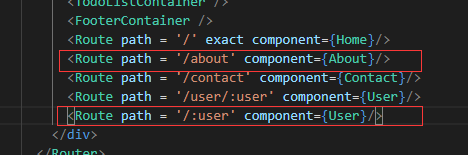 <TodoListContainer />
<FooterContainer />
<Route path = '/' exact component={Home}/>
<Route path = '/about' component={About}/>
<Route path = '/contact' component={Contact}/>
<Route path = '/user/:user' component={User}/>
<Route path = '/:user' component={User}/>
</div>
</Router>